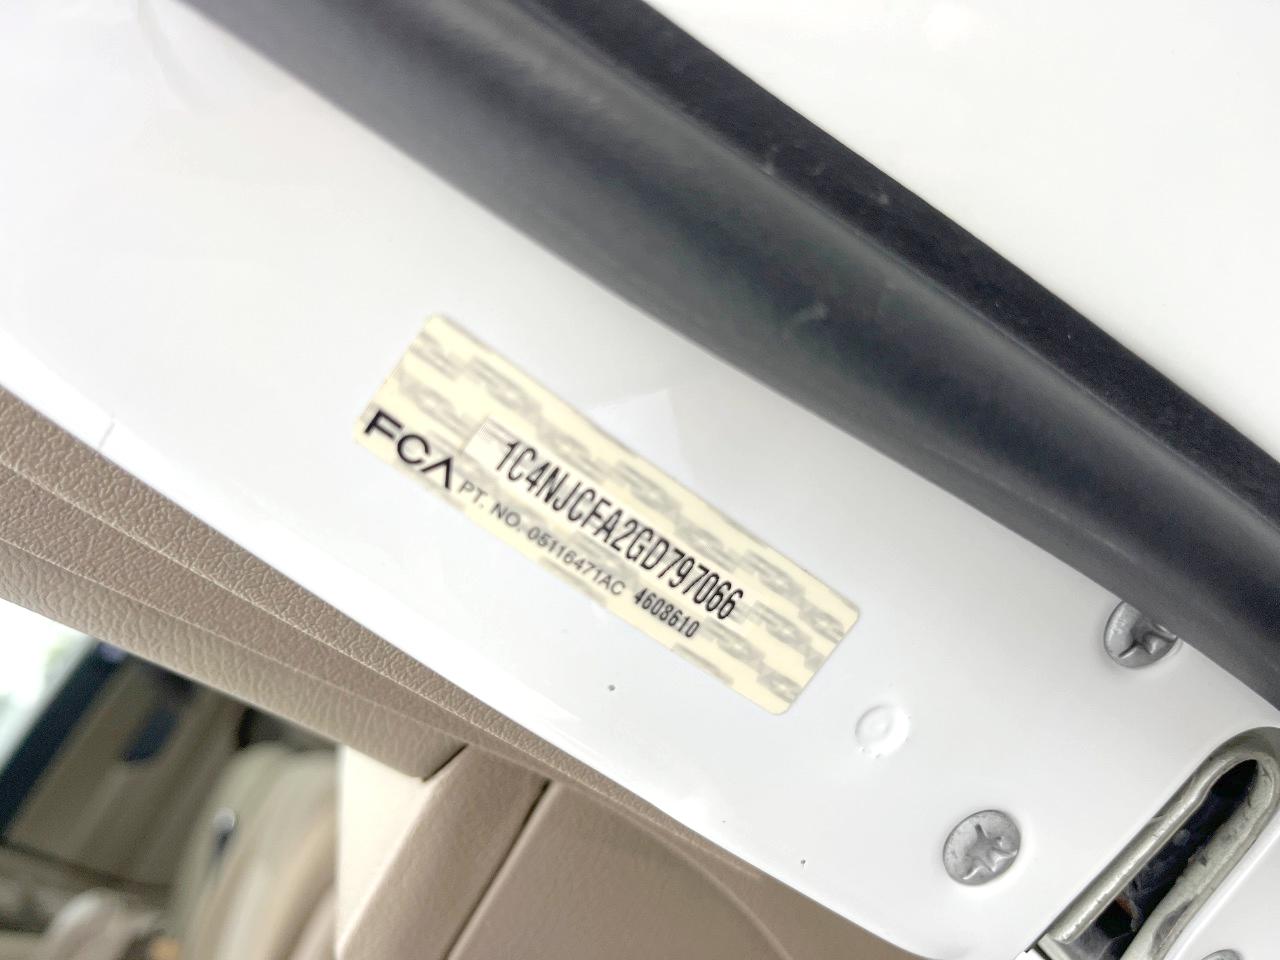 FCA
1C4NJCFA2GD797066
PT. NO. 05116471AC 4608610